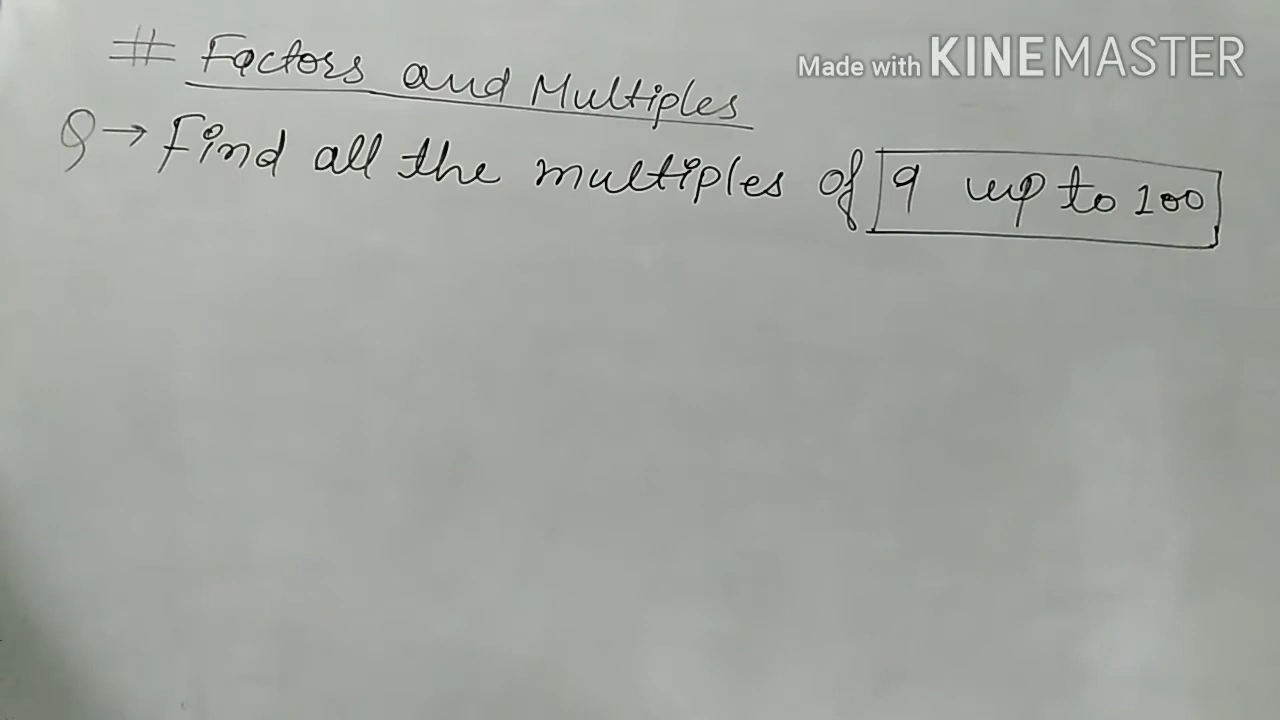 # Factors and Multiples
Made with KINEMASTER
Q → Find all the multiples of 9 up to 100